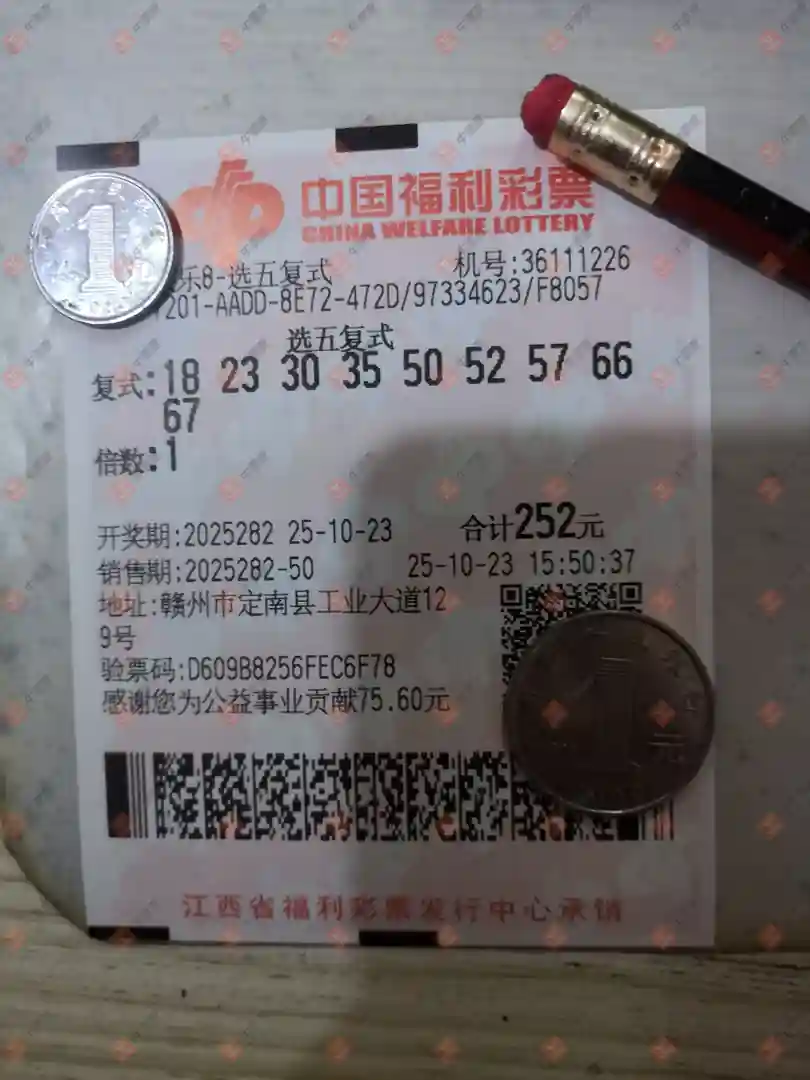 中国福利彩票
CHINA WELFARE LOTTERY
乐8-选五复式 机号:36111226
201-AADD-8E72-472D/97334623/F8057
选五复式
复式:18 23 30 35 50 52 57 66
67
倍数:1
开奖期:2025282 25-10-23 合计252元
销售期:2025282-50 25-10-23 15:50:37
地址:赣州市定南县工业大道12
9号
验票码:D609B8256FEC6F78
感谢您为公益事业贡献75.60元
江西省福利彩票发行中心承销
1
1
元